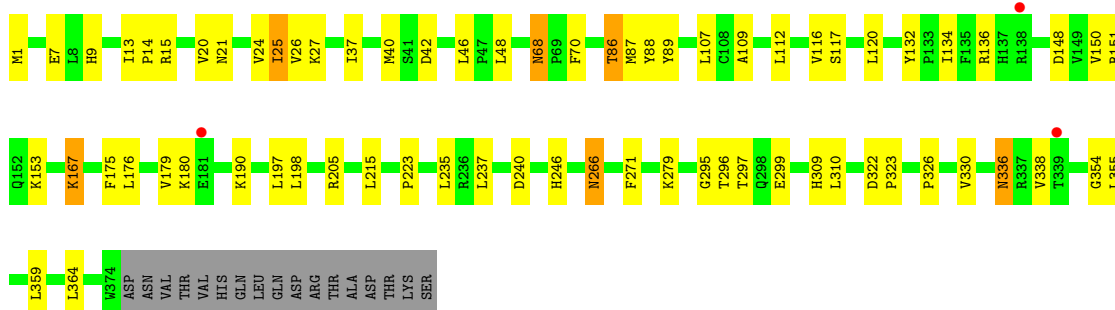 M1 E7 L8 H9 I13 P14 R15 V20 N21 V24 I25 V26 K27 I37 M40 S41 D42 L46 P47 L48 N68 P69 F70 T86 M87 Y88 Y89 L107 C108 A109 L112 V116 S117 L120 Y132 P133 I134 F135 R136 H137 R138 D148 V149 V150 R151
Q152 K153 K167 F175 L176 V179 K180 E181 K190 L197 L198 R205 L215 P223 L235 R236 L237 D240 H246 N266 F271 K279 G295 T296 T297 Q298 E299 H309 L310 D322 P323 P326 V330 N336 R337 V338 T339 G354 L355
L359 L364 W374 ASP ASN VAL THR VAL HIS GLN LEU GLN ASP ARG THR ALA ASP THR LYS SER